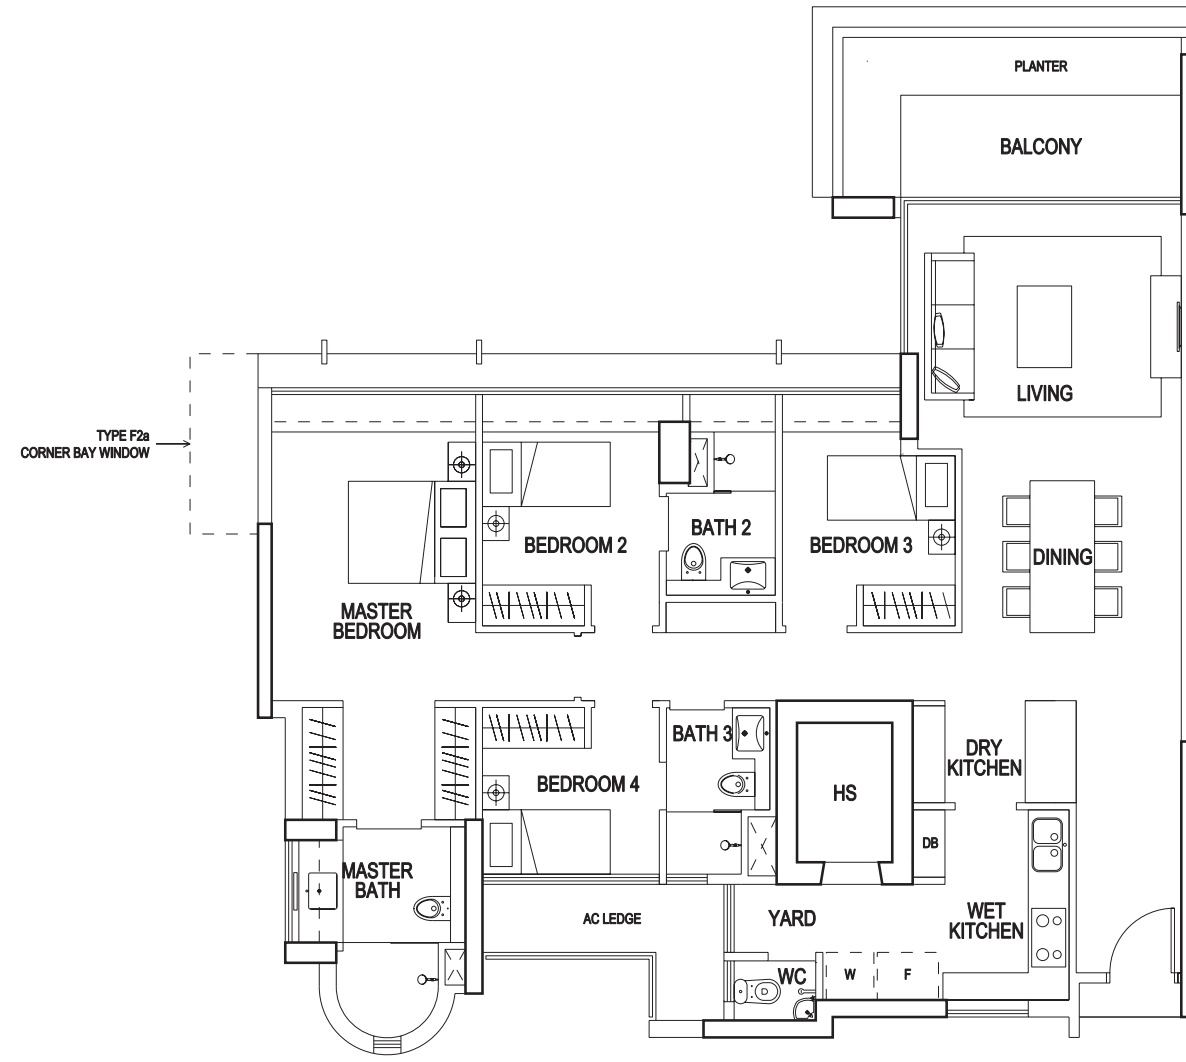 PLANTER
BALCONY
LIVING
TYPE F2a
CORNER BAY WINDOW
BATH 2
BEDROOM 2
BEDROOM 3
DINING
MASTER
BEDROOM
BATH 3
DRY
KITCHEN
BEDROOM 4
HS
DB
MASTER
BATH
AC LEDGE
YARD
WET
KITCHEN
WC
W
F